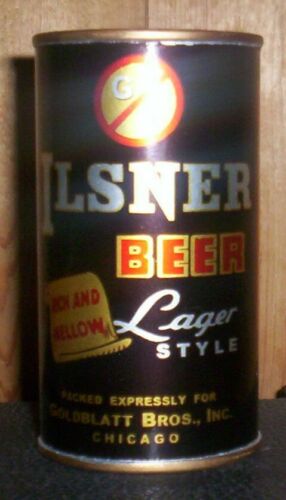 G
ILSNER
BEER
RICH AND
MELLOW
Lager
STYLE
PACKED EXPRESSLY FOR
GOLDBLATT BROS., INC.
CHICAGO